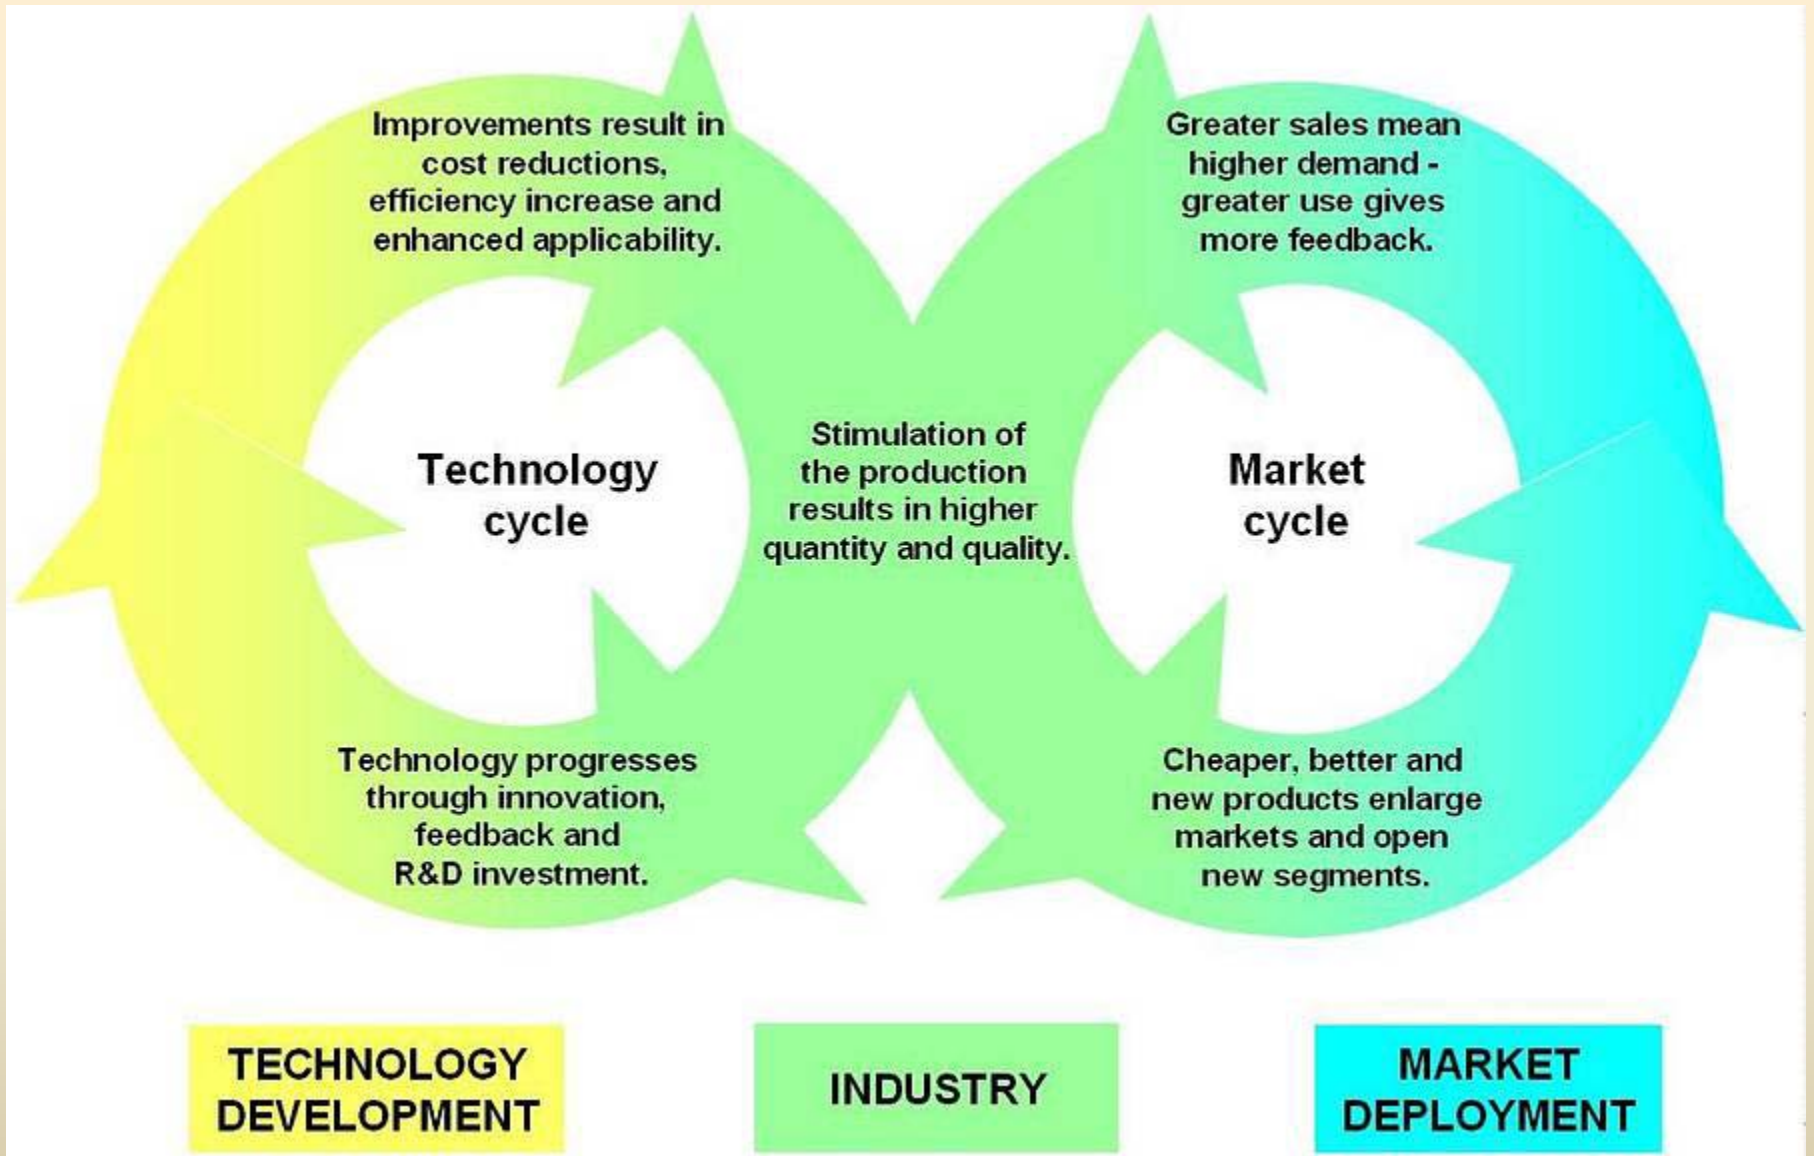 Improvements result in
cost reductions,
efficiency increase and
enhanced applicability.
Greater sales mean
higher demand -
greater use gives
more feedback.
Technology
cycle
Stimulation of
the production
results in higher
quantity and quality.
Market
cycle
Technology progresses
through innovation,
feedback and
R&D investment.
Cheaper, better and
new products enlarge
markets and open
new segments.
TECHNOLOGY
DEVELOPMENT
INDUSTRY
MARKET
DEPLOYMENT